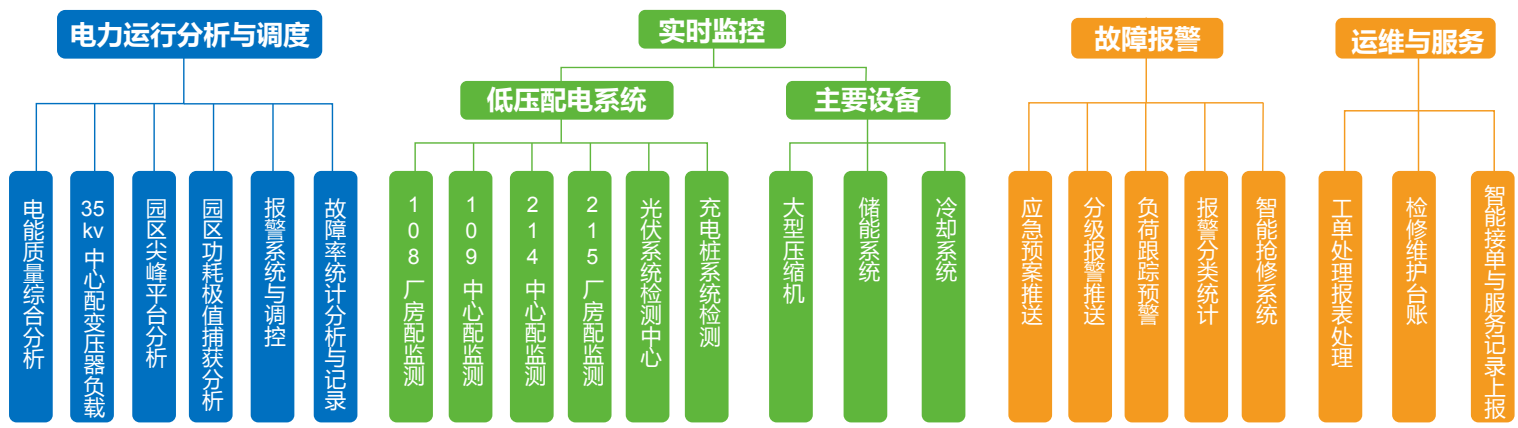 电力运行分析与调度
实时监控
故障报警
运维与服务
低压配电系统
主要设备
电能质量综合分析
35kv中心配变压器负载
园区尖峰平台分析
园区功耗极值捕获分析
报警系统与调控
故障率统计分析与记录
108厂房配监测
109中心配监测
214中心配监测
215厂房配监测
光伏系统检测中心
充电桩系统检测
大型压缩机
储能系统
冷却系统
应急预案推送
分级报警推送
负荷跟踪预警
报警分类统计
智能抢修系统
工单处理报表处理
检修维护台账
智能接单与服务记录上报